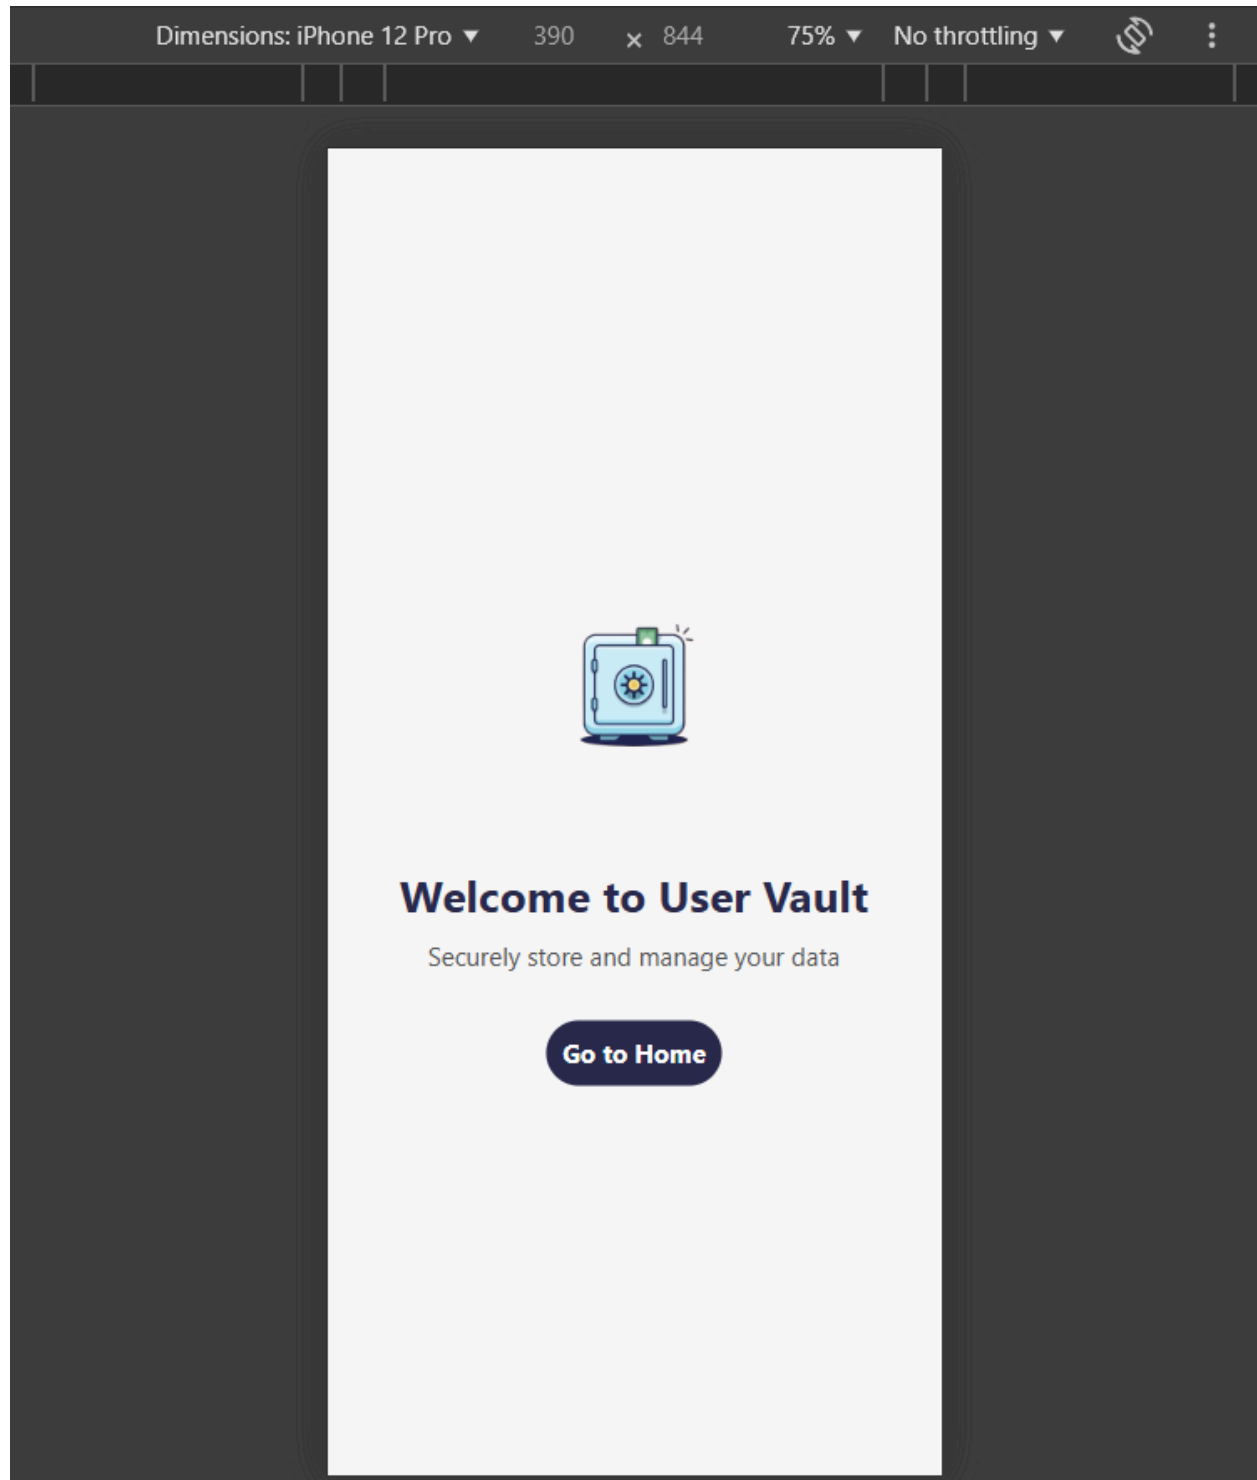 Dimensions: iPhone 12 Pro ▼ 390 × 844 75% ▼ No throttling ▼
Welcome to User Vault
Securely store and manage your data
Go to Home